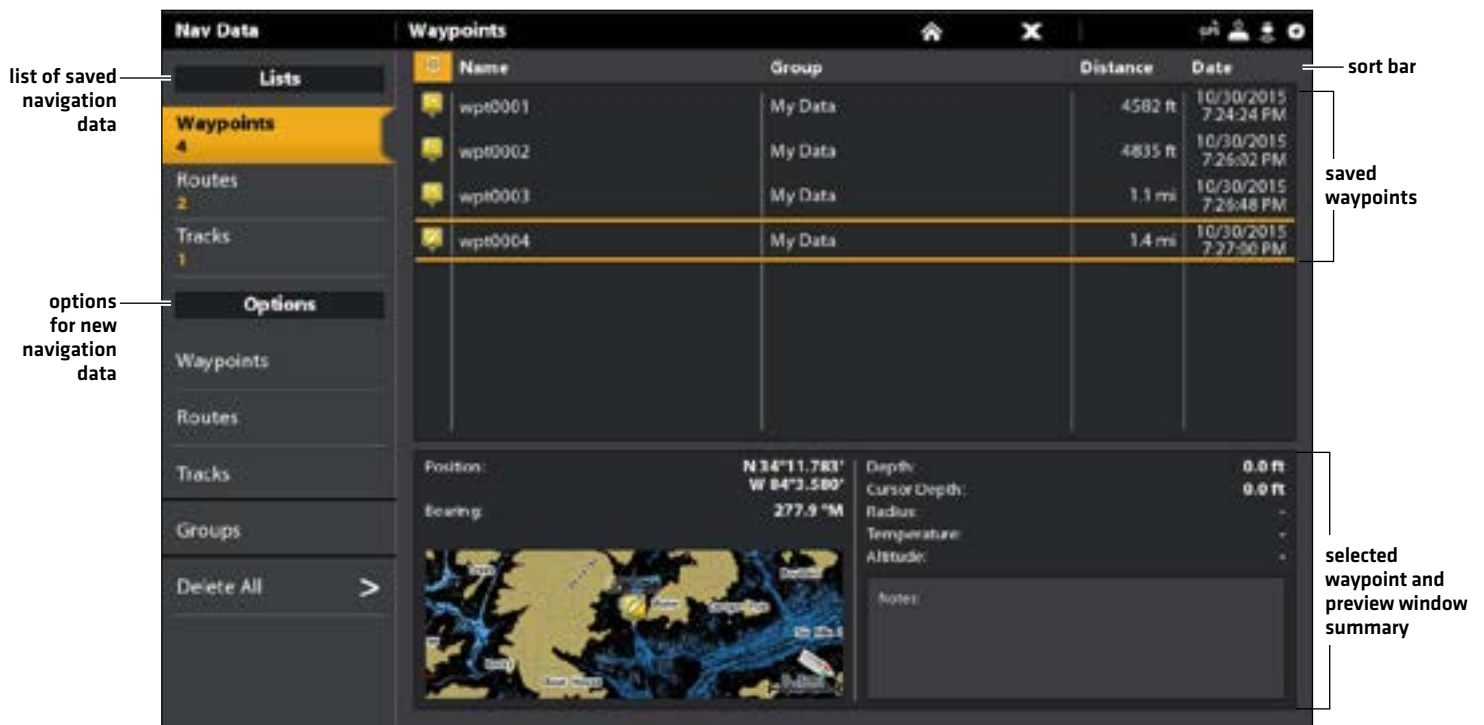 Nav Data
Waypoints
list of saved
navigation
data
Lists
Name Group Distance Date
sort bar
Waypoints
4
Routes
2
Tracks
1
wpt0001 My Data 4582 ft 10/30/2015
7:24:24 PM
wpt0002 My Data 4835 ft 10/30/2015
7:26:02 PM
wpt0003 My Data 1.1 mi 10/30/2015
7:26:48 PM
wpt0004 My Data 1.4 mi 10/30/2015
7:27:00 PM
saved
waypoints
options
for new
navigation
data
Options
Waypoints
Routes
Tracks
Groups
Delete All >
Position: N 34°11.783'
W 84°3.580'
Bearing: 277.9 °M
Depth: 0.0 ft
Cursor Depth: 0.0 ft
Radius: -
Temperature: -
Altitude: -
Notes:
Boat House
selected
waypoint and
preview window
summary